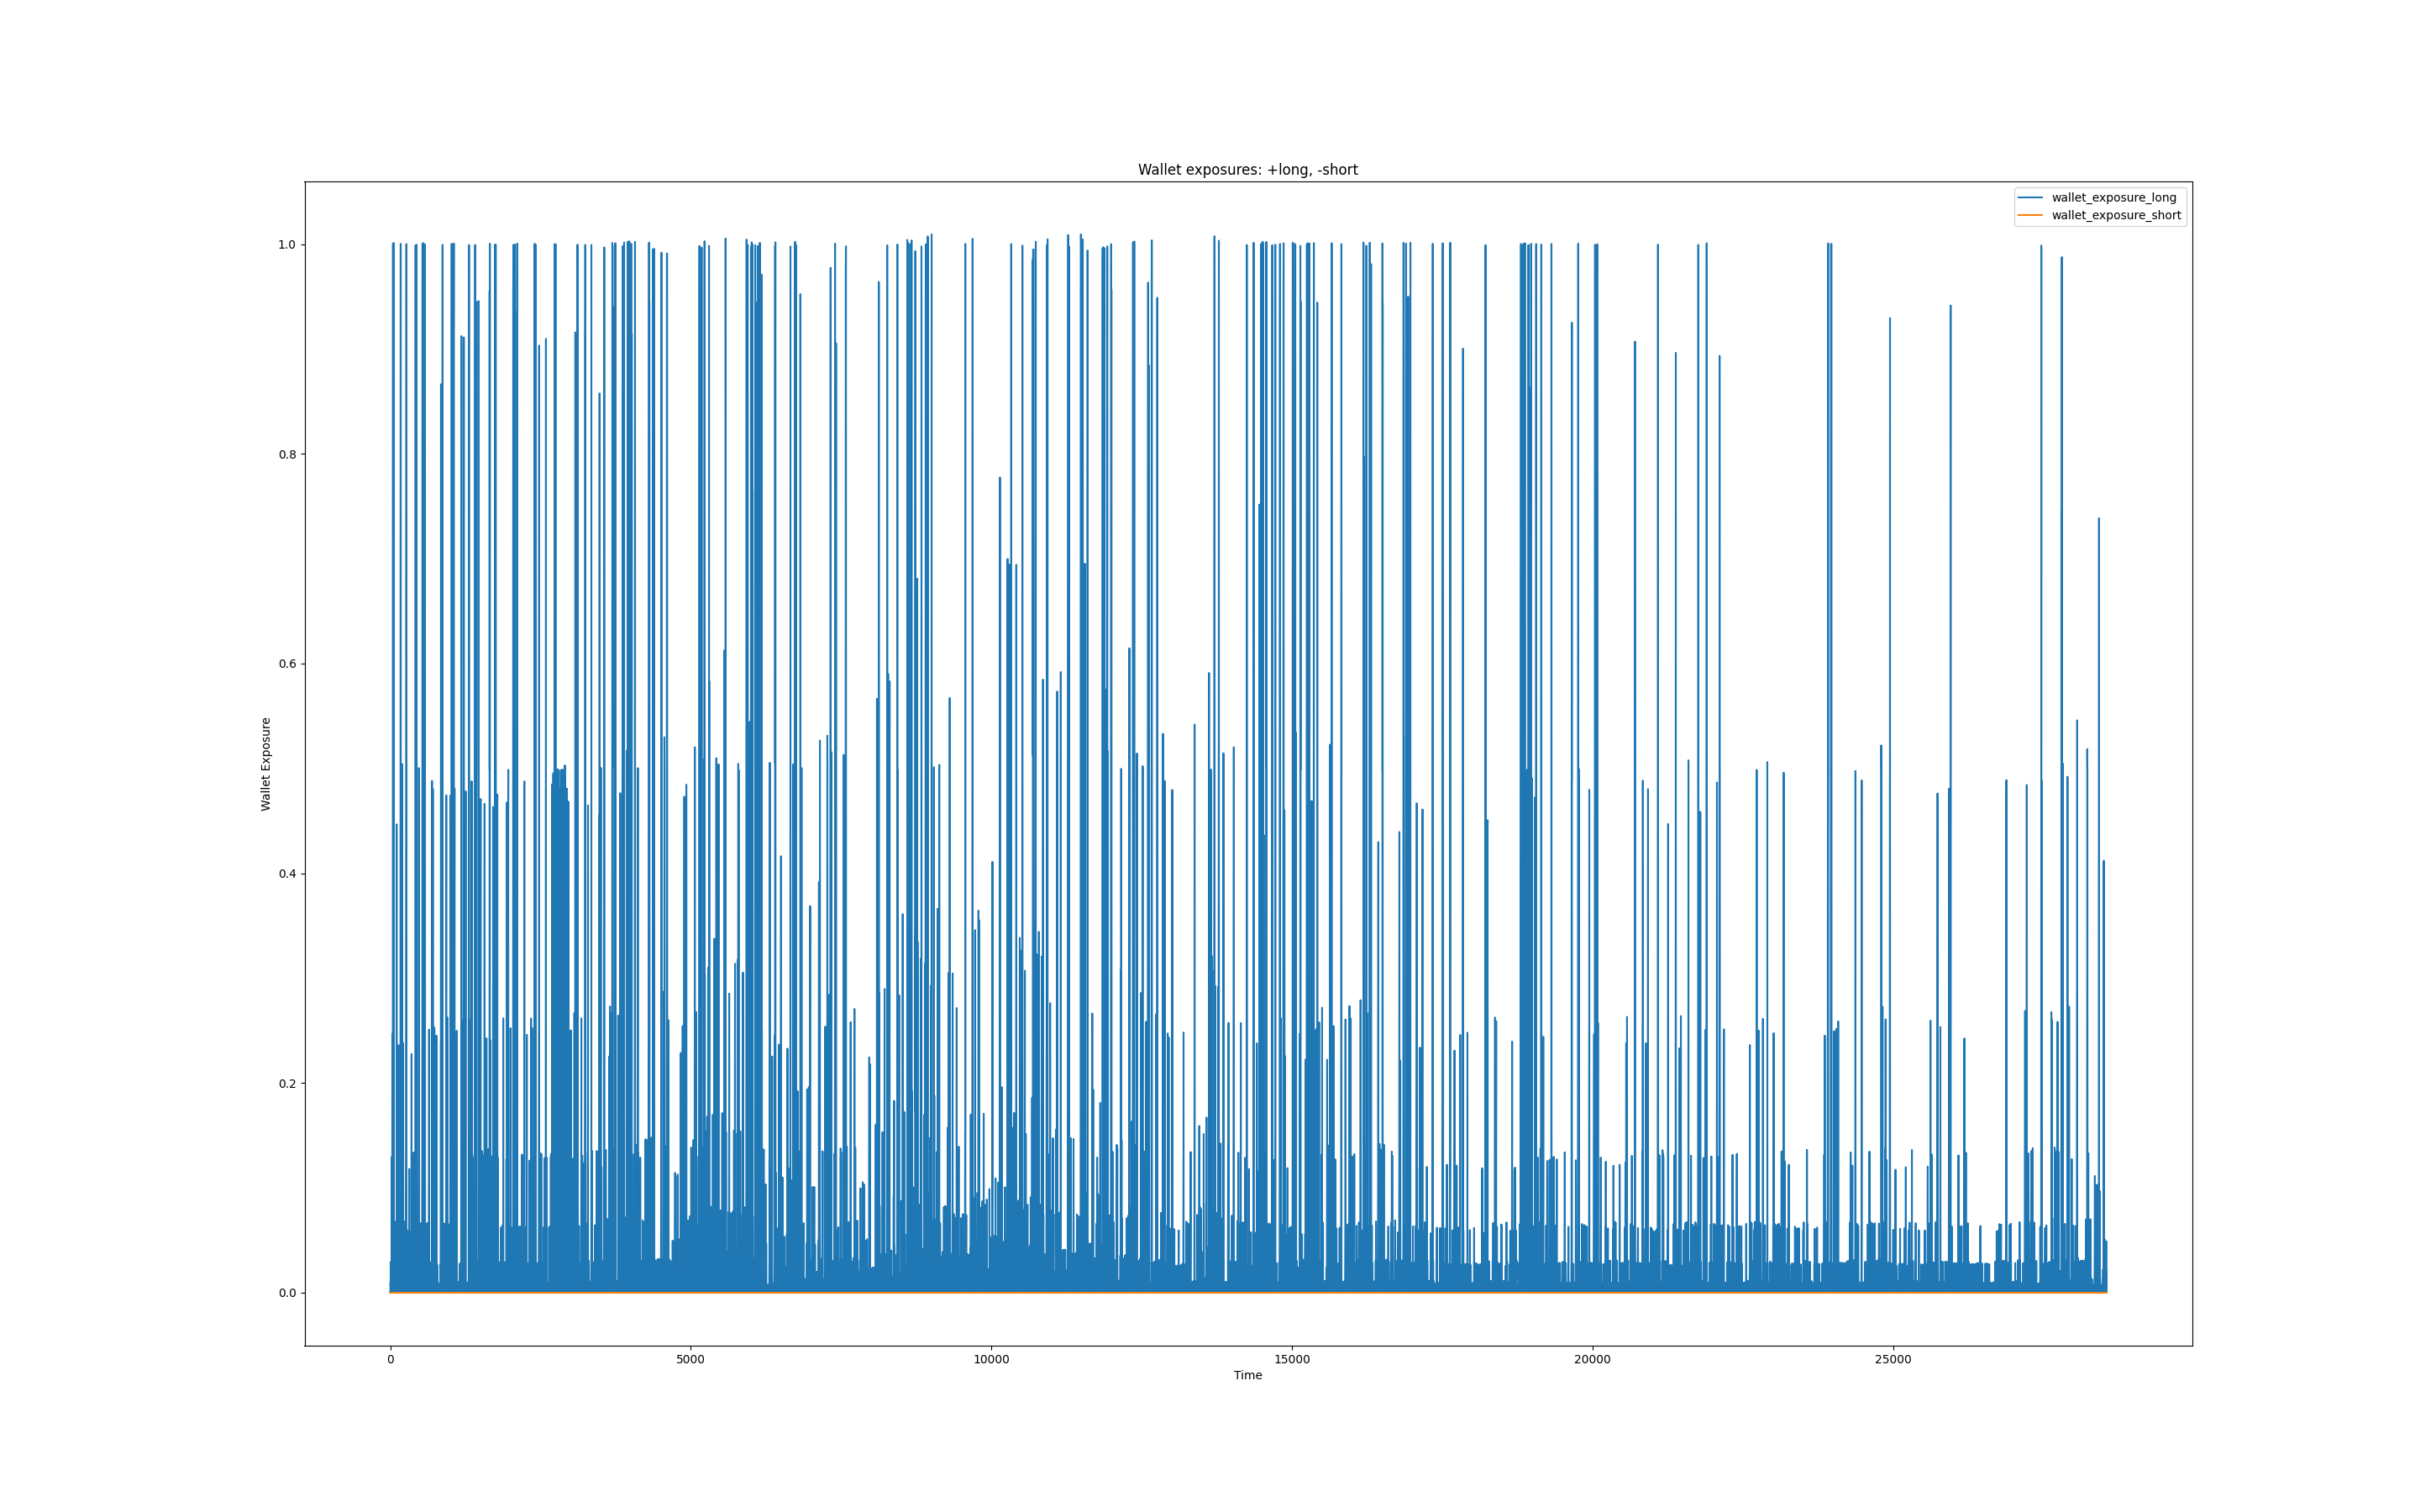 Wallet exposures: +long, -short
wallet_exposure_long
wallet_exposure_short
1.0
0.8
0.6
0.4
0.2
0.0
Wallet Exposure
0 5000 10000 15000 20000 25000
Time